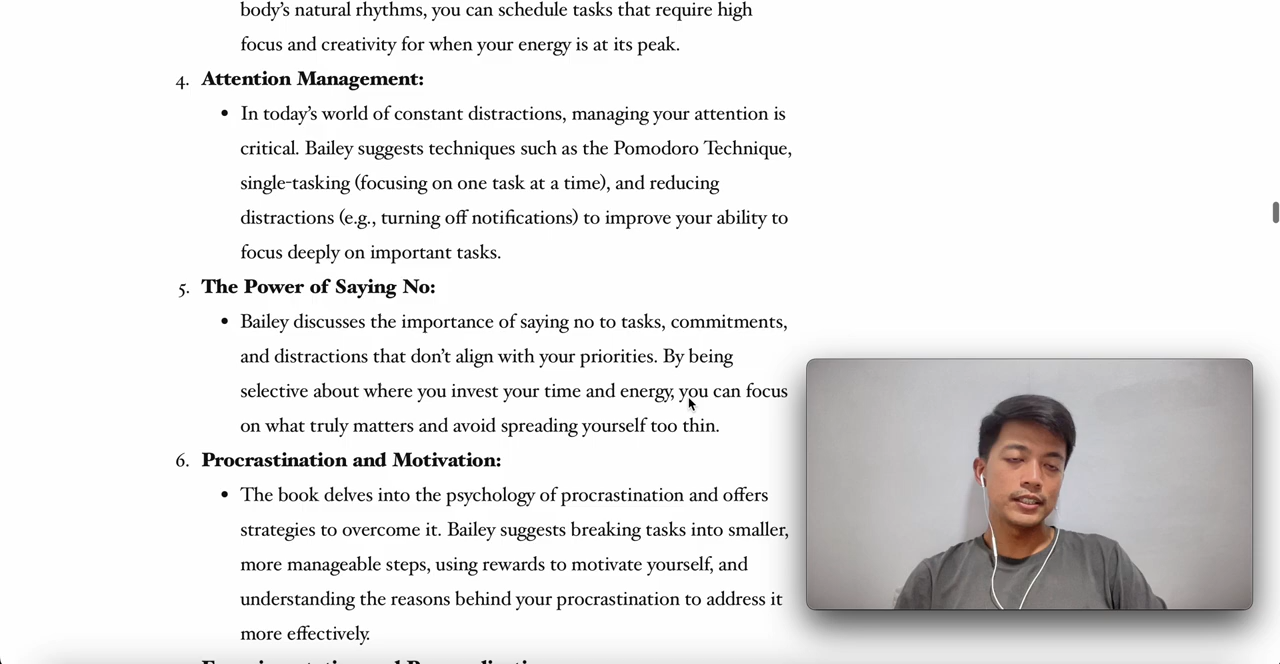 body’s natural rhythms, you can schedule tasks that require high
focus and creativity for when your energy is at its peak.
4. Attention Management:
• In today’s world of constant distractions, managing your attention is
critical. Bailey suggests techniques such as the Pomodoro Technique,
single-tasking (focusing on one task at a time), and reducing
distractions (e.g., turning off notifications) to improve your ability to
focus deeply on important tasks.
5. The Power of Saying No:
• Bailey discusses the importance of saying no to tasks, commitments,
and distractions that don’t align with your priorities. By being
selective about where you invest your time and energy, you can focus
on what truly matters and avoid spreading yourself too thin.
6. Procrastination and Motivation:
• The book delves into the psychology of procrastination and offers
strategies to overcome it. Bailey suggests breaking tasks into smaller,
more manageable steps, using rewards to motivate yourself, and
understanding the reasons behind your procrastination to address it
more effectively.